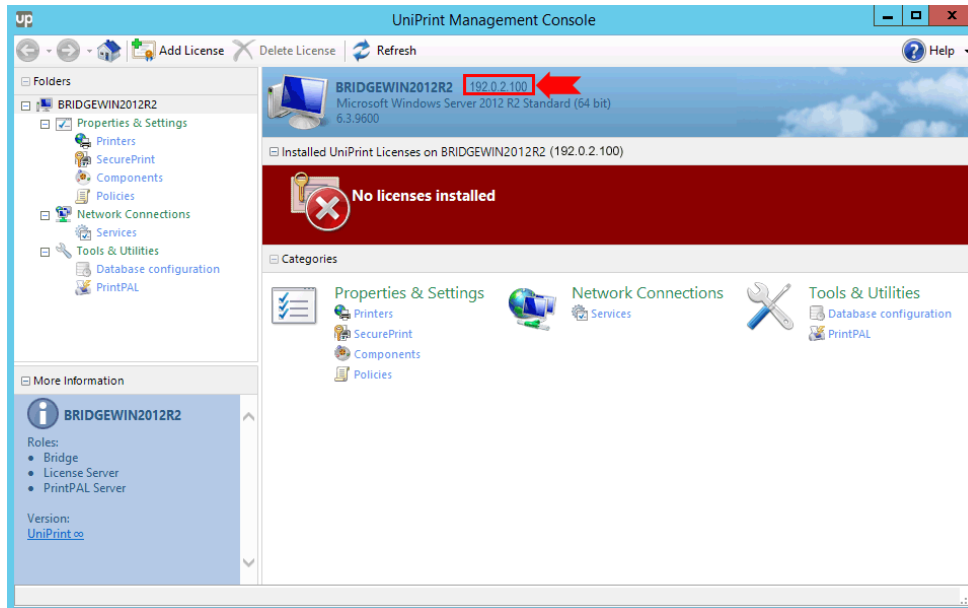 UP
UniPrint Management Console
Add License Delete License Refresh Help
Folders
BRIDGEWIN2012R2
Properties & Settings
Printers
SecurePrint
Components
Policies
Network Connections
Services
Tools & Utilities
Database configuration
PrintPAL
More Information
BRIDGEWIN2012R2
Roles:
• Bridge
• License Server
• PrintPAL Server
Version:
UniPrint ∞
BRIDGEWIN2012R2 192.0.2.100
Microsoft Windows Server 2012 R2 Standard (64 bit)
6.3.9600
Installed UniPrint Licenses on BRIDGEWIN2012R2 (192.0.2.100)
No licenses installed
Categories
Properties & Settings
Printers
SecurePrint
Components
Policies
Network Connections
Services
Tools & Utilities
Database configuration
PrintPAL